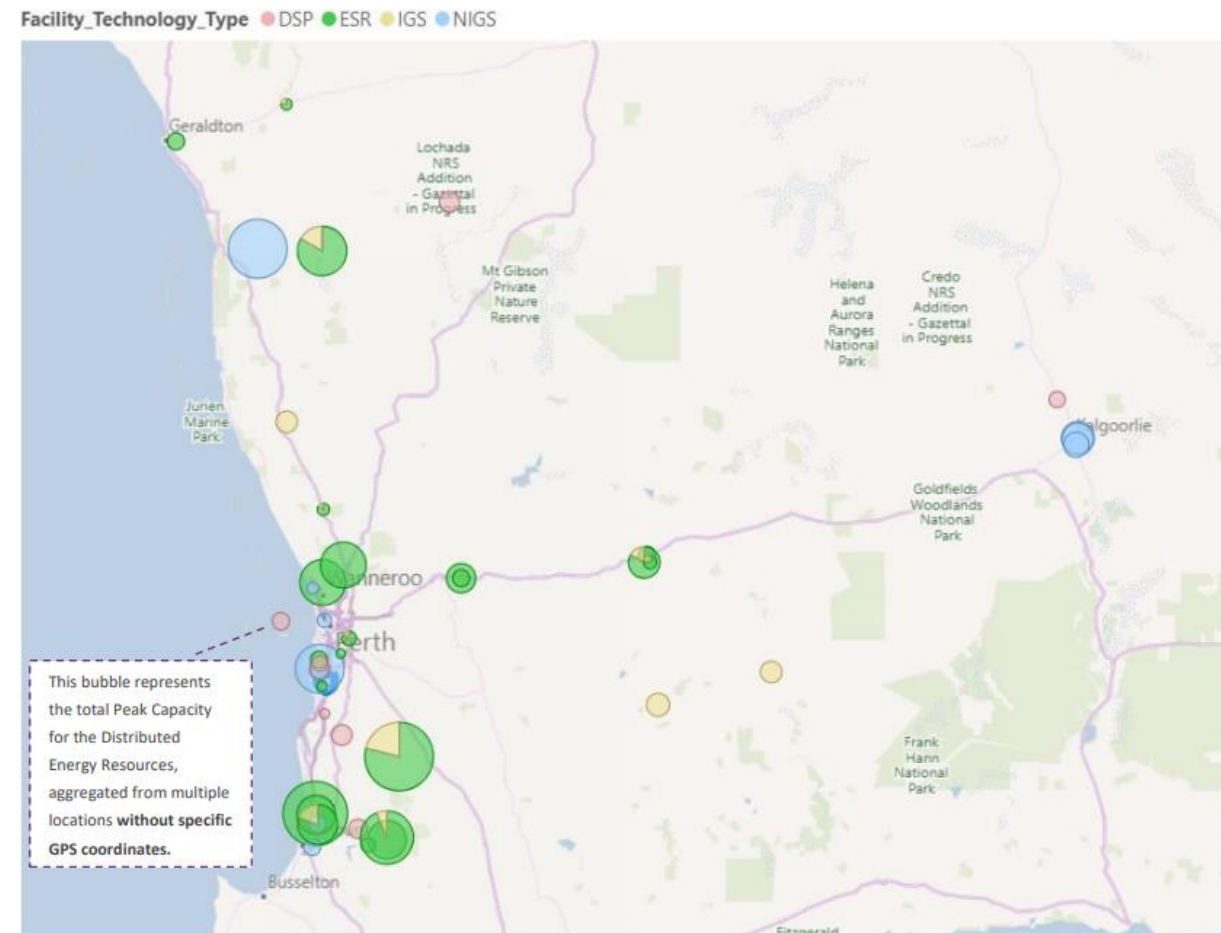 Facility_Technology_Type DSP ESR IGS NIGS
Geraldton
Lochada
NRS
Addition
- Gazettal
in Progress
Mt Gibson
Private
Nature
Reserve
Helena
and
Aurora
Ranges
National
Park
Credo
NRS
Addition
- Gazettal
in Progress
Jurien
Marine
Park
Kalgoorlie
Goldfields
Woodlands
National
Park
Wanneroo
Perth
This bubble represents
the total Peak Capacity
for the Distributed
Energy Resources,
aggregated from multiple
locations without specific
GPS coordinates.
Frank
Hann
National
Park
Busselton
Fitzgerald